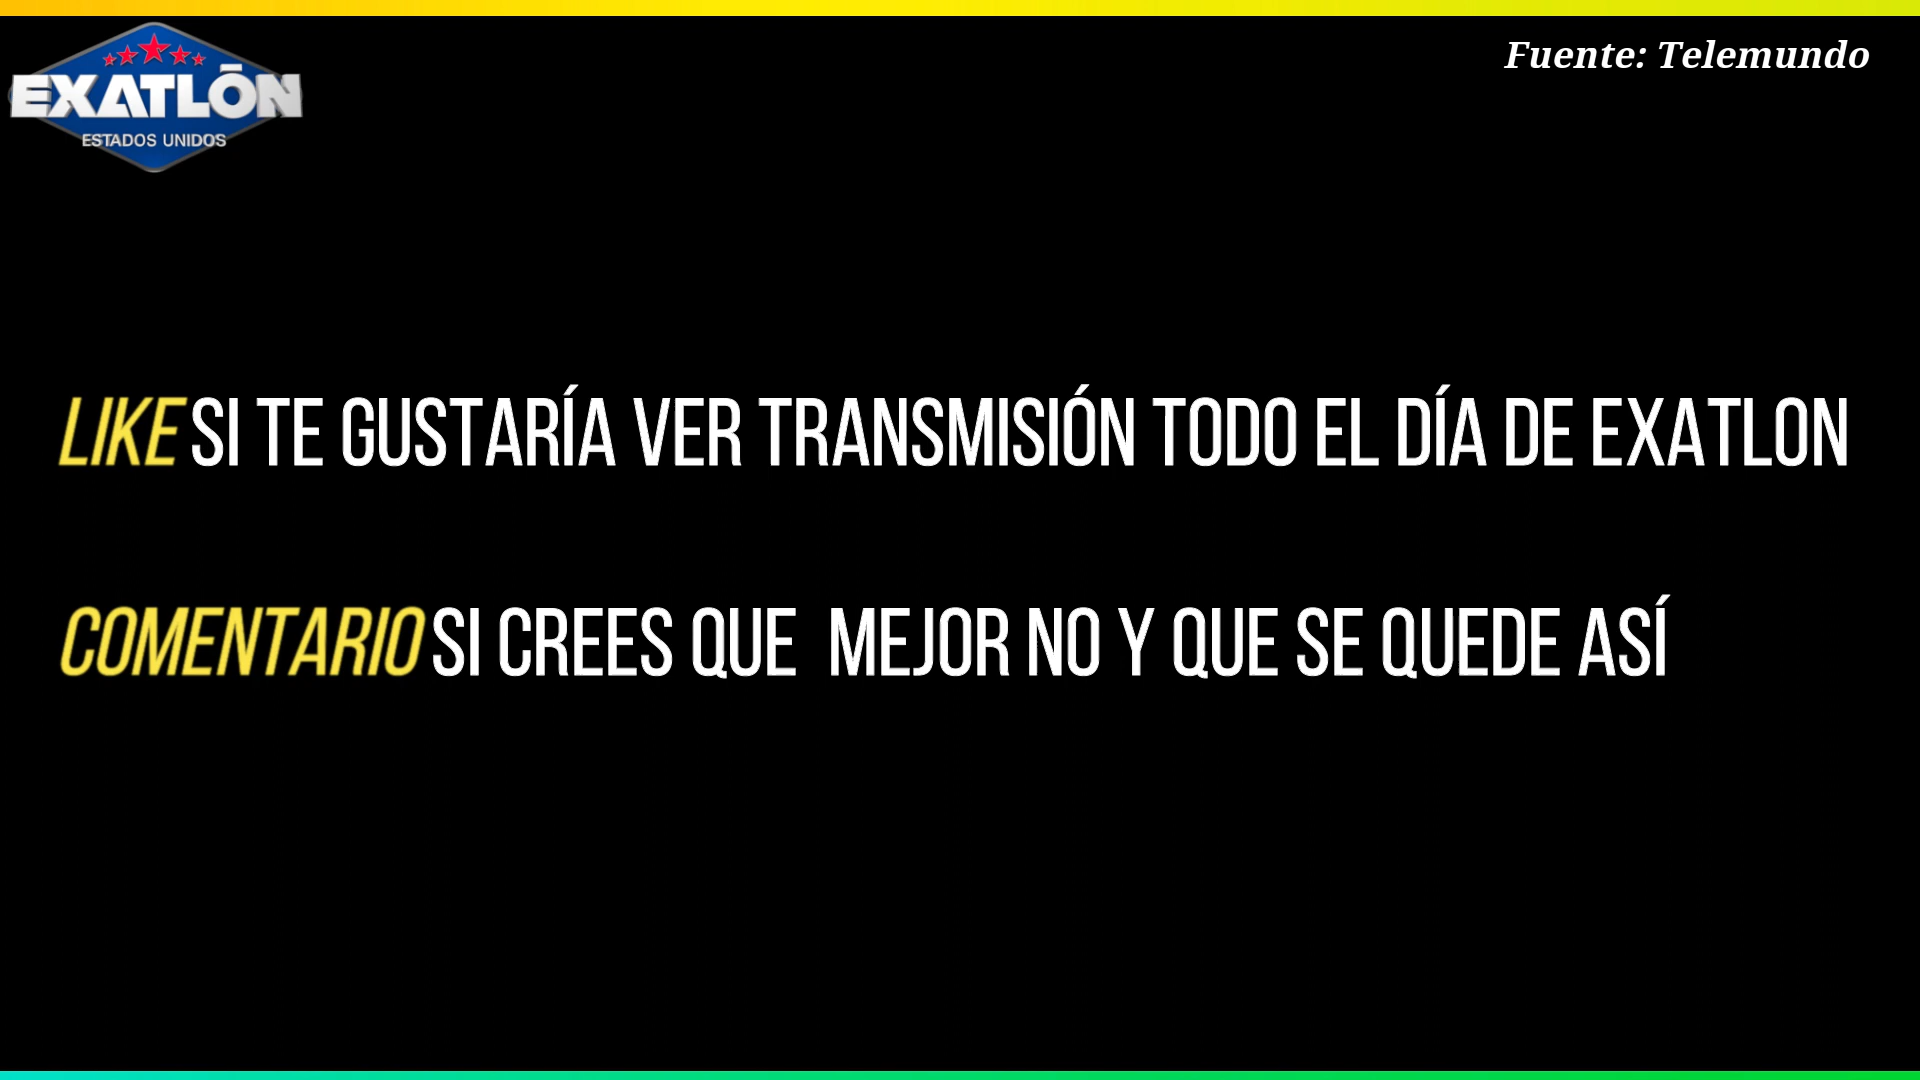 EXATLŌN
ESTADOS UNIDOS
Fuente: Telemundo
LIKE SI TE GUSTARÍA VER TRANSMISIÓN TODO EL DÍA DE EXATLON
COMENTARIO SI CREES QUE MEJOR NO Y QUE SE QUEDE ASÍ